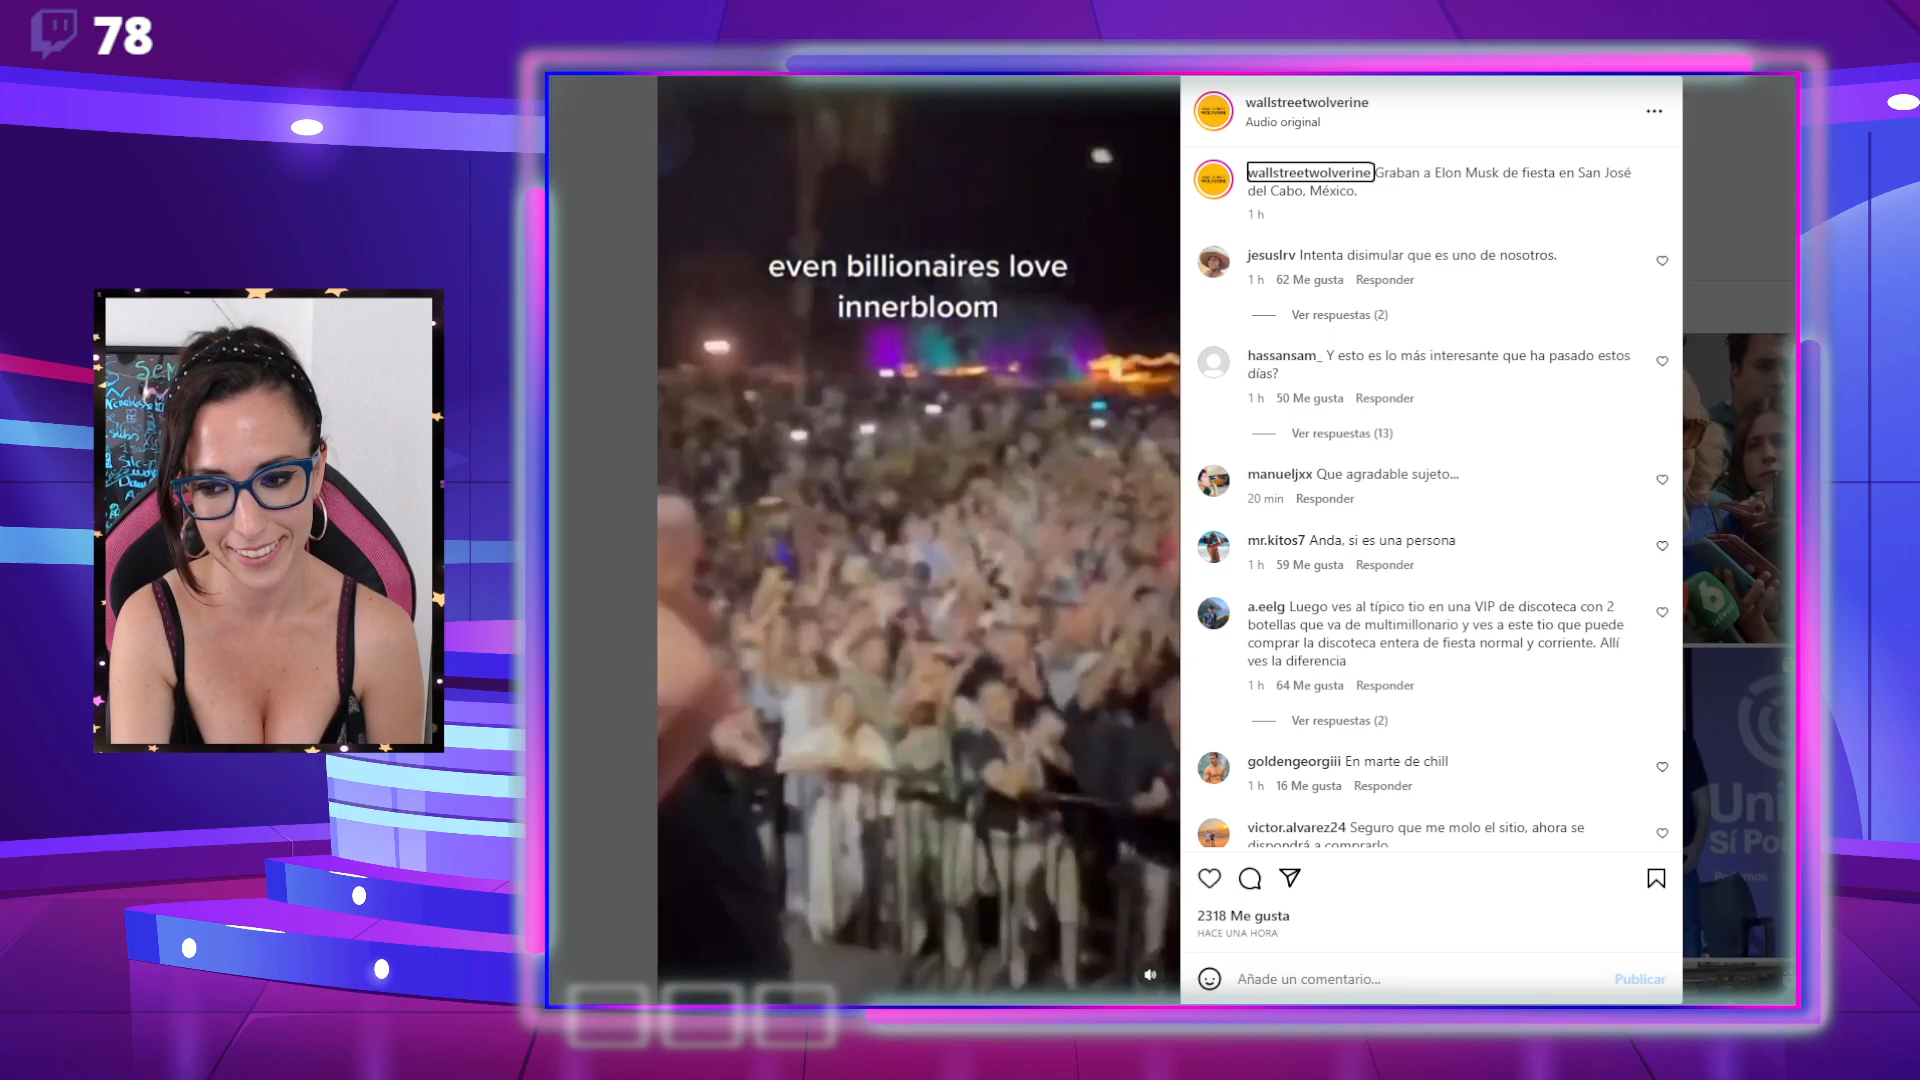 78
even billionaires love
innerbloom
wallstreetwolverine
Audio original
wallstreetwolverine Graban a Elon Musk de fiesta en San José
del Cabo, México.
1 h
jesuslrv Intenta disimular que es uno de nosotros.
1 h 62 Me gusta Responder
Ver respuestas (2)
hassansam_ Y esto es lo más interesante que ha pasado estos
días?
1 h 50 Me gusta Responder
Ver respuestas (13)
manueljxx Que agradable sujeto...
20 min Responder
mr.kitos7 Anda, si es una persona
1 h 59 Me gusta Responder
a.eelg Luego ves al típico tio en una VIP de discoteca con 2
botellas que va de multimillonario y ves a este tio que puede
comprar la discoteca entera de fiesta normal y corriente. Allí
ves la diferencia
1 h 64 Me gusta Responder
Ver respuestas (2)
goldengeorgiii En marte de chill
1 h 16 Me gusta Responder
victor.alvarez24 Seguro que me molo el sitio, ahora se
dispondrá a comprarlo
2318 Me gusta
HACE UNA HORA
Añade un comentario...
Publicar
6
Uni
Sí Po